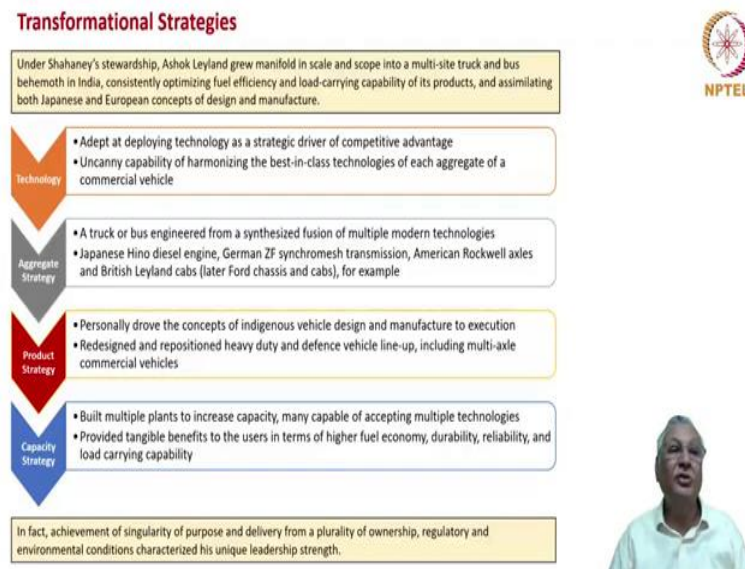 Transformational Strategies
Under Shahaney's stewardship, Ashok Leyland grew manifold in scale and scope into a multi-site truck and bus
behemoth in India, consistently optimizing fuel efficiency and load-carrying capability of its products, and assimilating
both Japanese and European concepts of design and manufacture.
NPTEL
Technology
• Adept at deploying technology as a strategic driver of competitive advantage
• Uncanny capability of harmonizing the best-in-class technologies of each aggregate of a
commercial vehicle
Aggregate
Strategy
• A truck or bus engineered from a synthesized fusion of multiple modern technologies
• Japanese Hino diesel engine, German ZF synchromesh transmission, American Rockwell axles
and British Leyland cabs (later Ford chassis and cabs), for example
Product
Strategy
• Personally drove the concepts of indigenous vehicle design and manufacture to execution
• Redesigned and repositioned heavy duty and defence vehicle line-up, including multi-axle
commercial vehicles
Capacity
Strategy
• Built multiple plants to increase capacity, many capable of accepting multiple technologies
• Provided tangible benefits to the users in terms of higher fuel economy, durability, reliability, and
load carrying capability
In fact, achievement of singularity of purpose and delivery from a plurality of ownership, regulatory and
environmental conditions characterized his unique leadership strength.